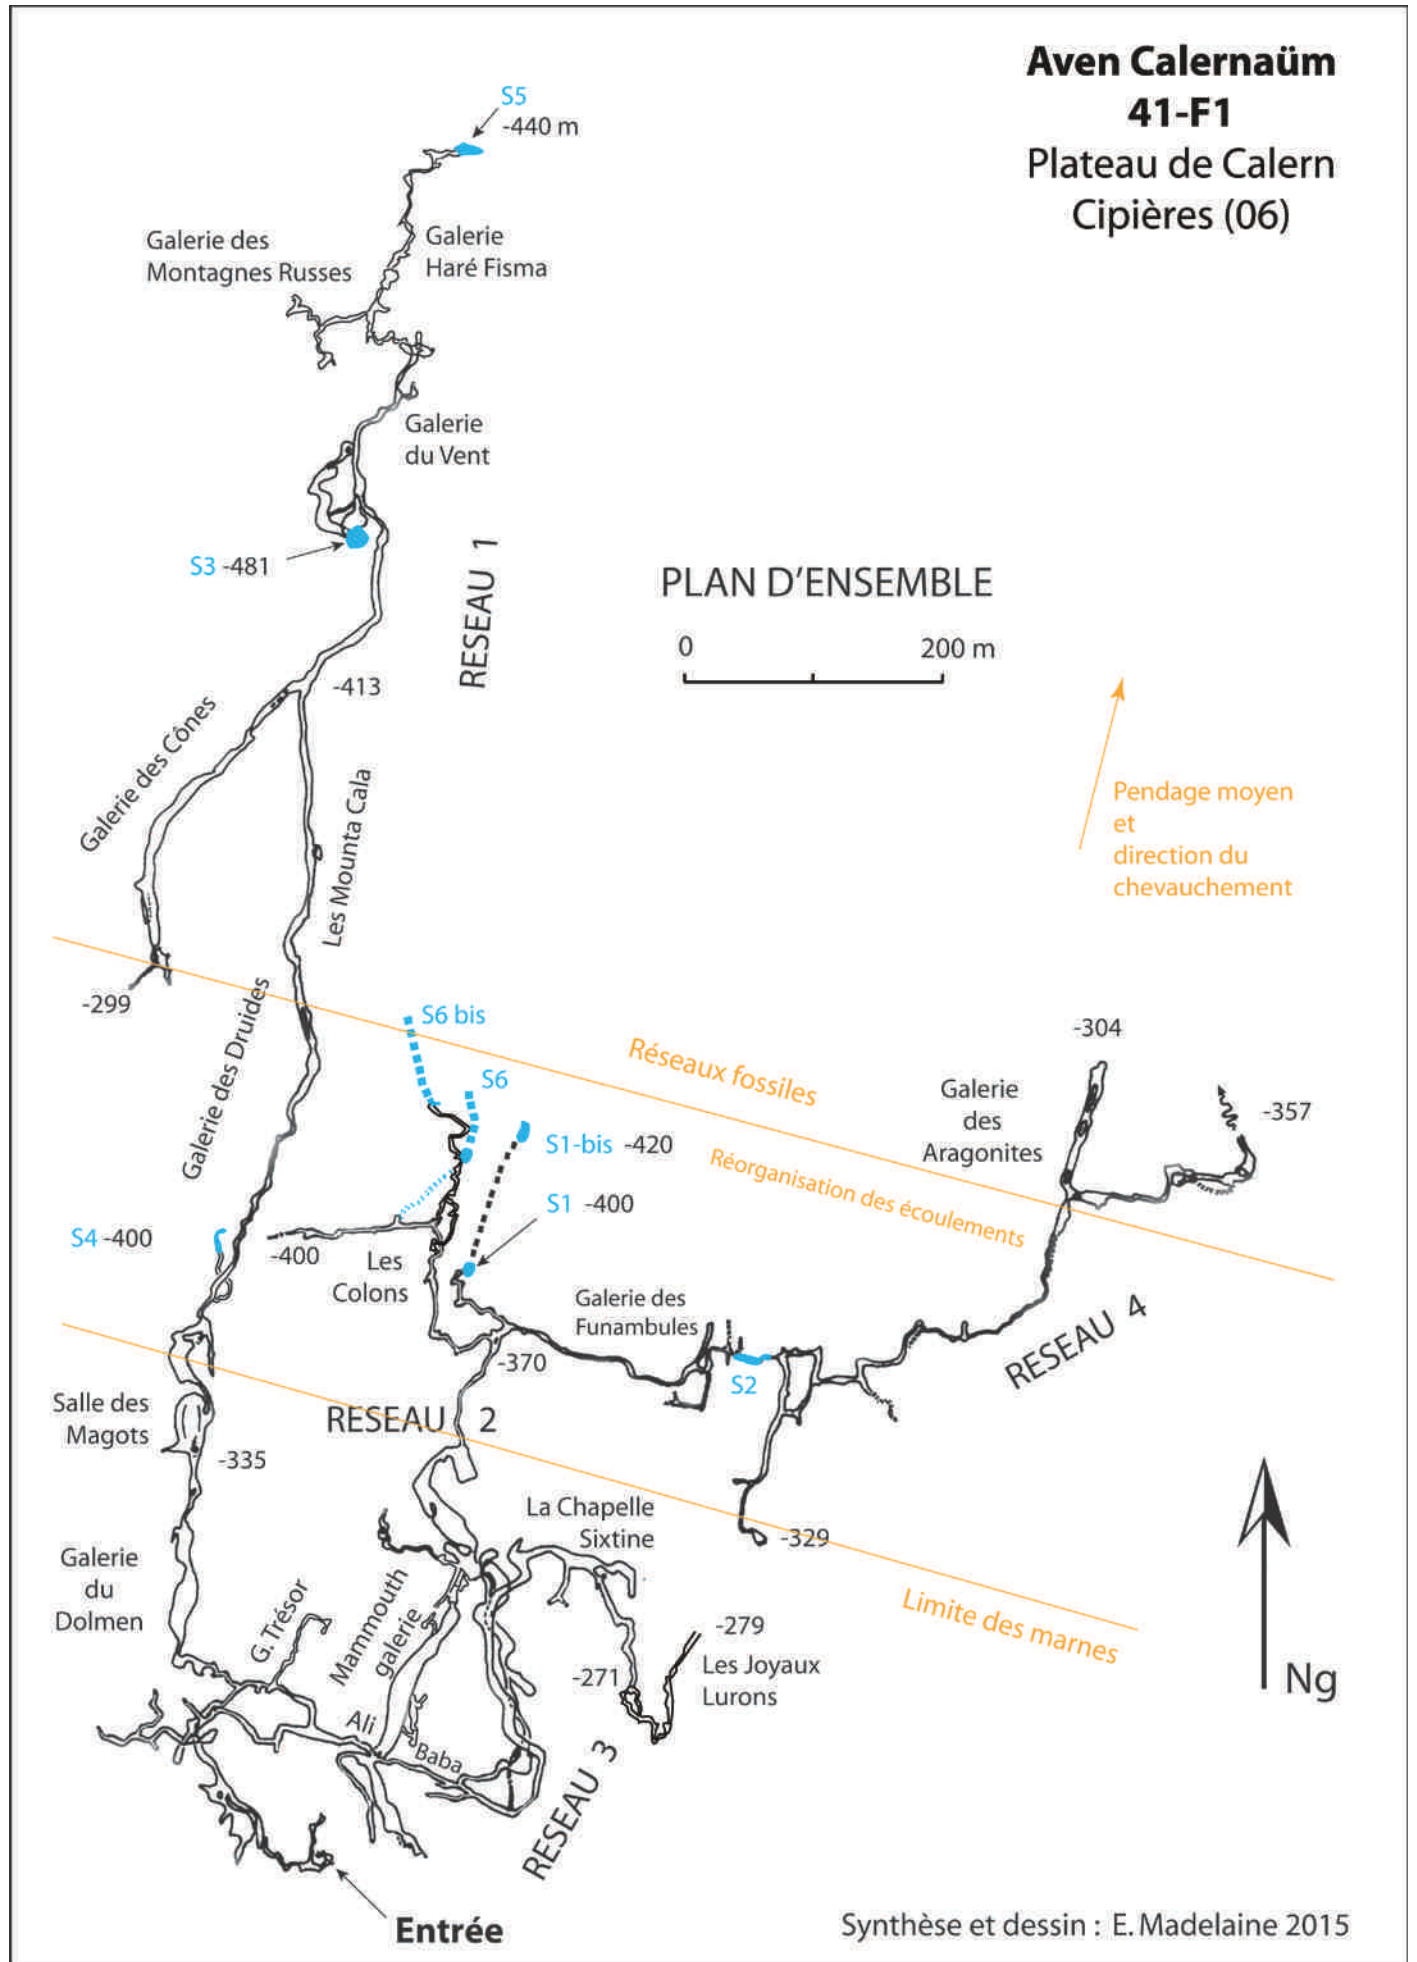 Aven Calernaüm
41-F1
Plateau de Calern
Cipières (06)
S5
-440 m
Galerie des
Montagnes Russes
Galerie
Haré Fisma
Galerie
du Vent
S3 -481
RESEAU 1
PLAN D'ENSEMBLE
0 200 m
-413
Galerie des Cônes
Les Mounta Cala
Pendage moyen
et
direction du
chevauchement
-299
Galerie des Druides
S6 bis
S6
Réseaux fossiles
-304
Galerie
des
Aragonites
-357
S1-bis -420
Réorganisation des écoulements
S1 -400
S4 -400
-400
Les
Colons
Galerie des
Funambules
-370
S2
RESEAU 4
Salle des
Magots
RESEAU 2
-335
La Chapelle
Sixtine
-329
Galerie
du
Dolmen
G. Trésor
Mammouth
galerie
Limite des marnes
-279
Les Joyaux
Lurons
-271
Ali
Baba
RESEAU 3
Ng
Entrée
Synthèse et dessin : E. Madelaine 2015